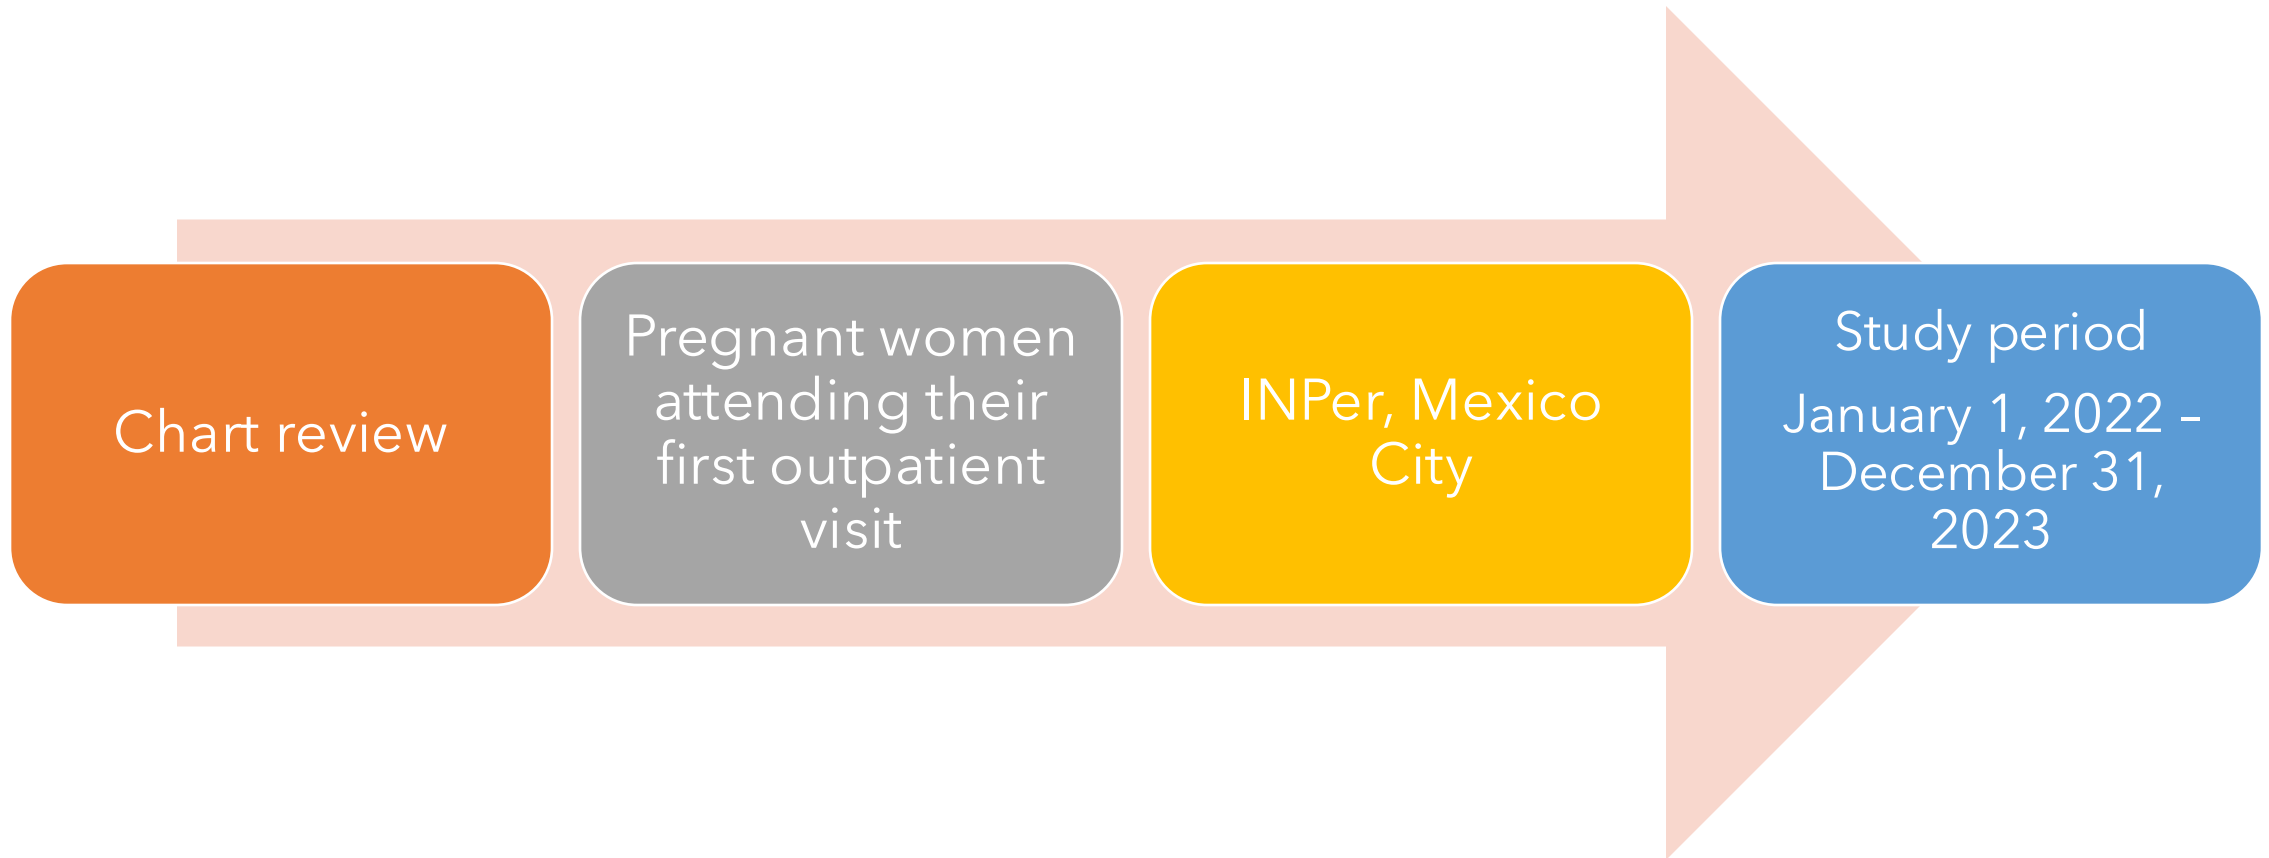 Chart review
Pregnant women
attending their
first outpatient
visit
INPer, Mexico
City
Study period
January 1, 2022 –
December 31,
2023